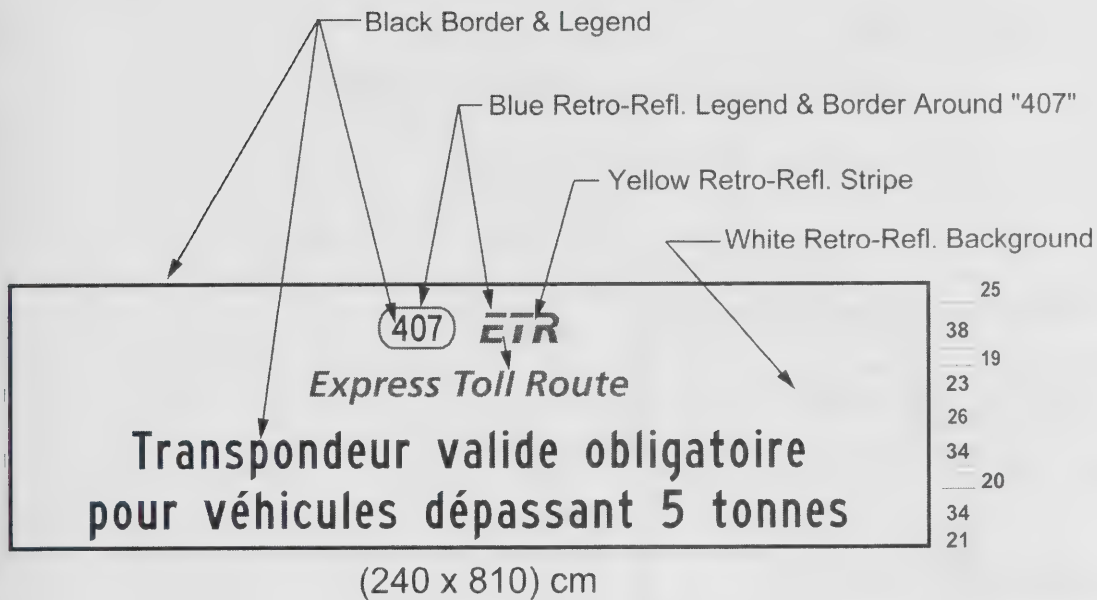 Black Border & Legend
Blue Retro-Refl. Legend & Border Around "407"
Yellow Retro-Refl. Stripe
White Retro-Refl. Background
407 ETR
Express Toll Route
Transpondeur valide obligatoire
pour véhicules dépassant 5 tonnes
25
38
19
23
26
34
20
34
21
(240 x 810) cm